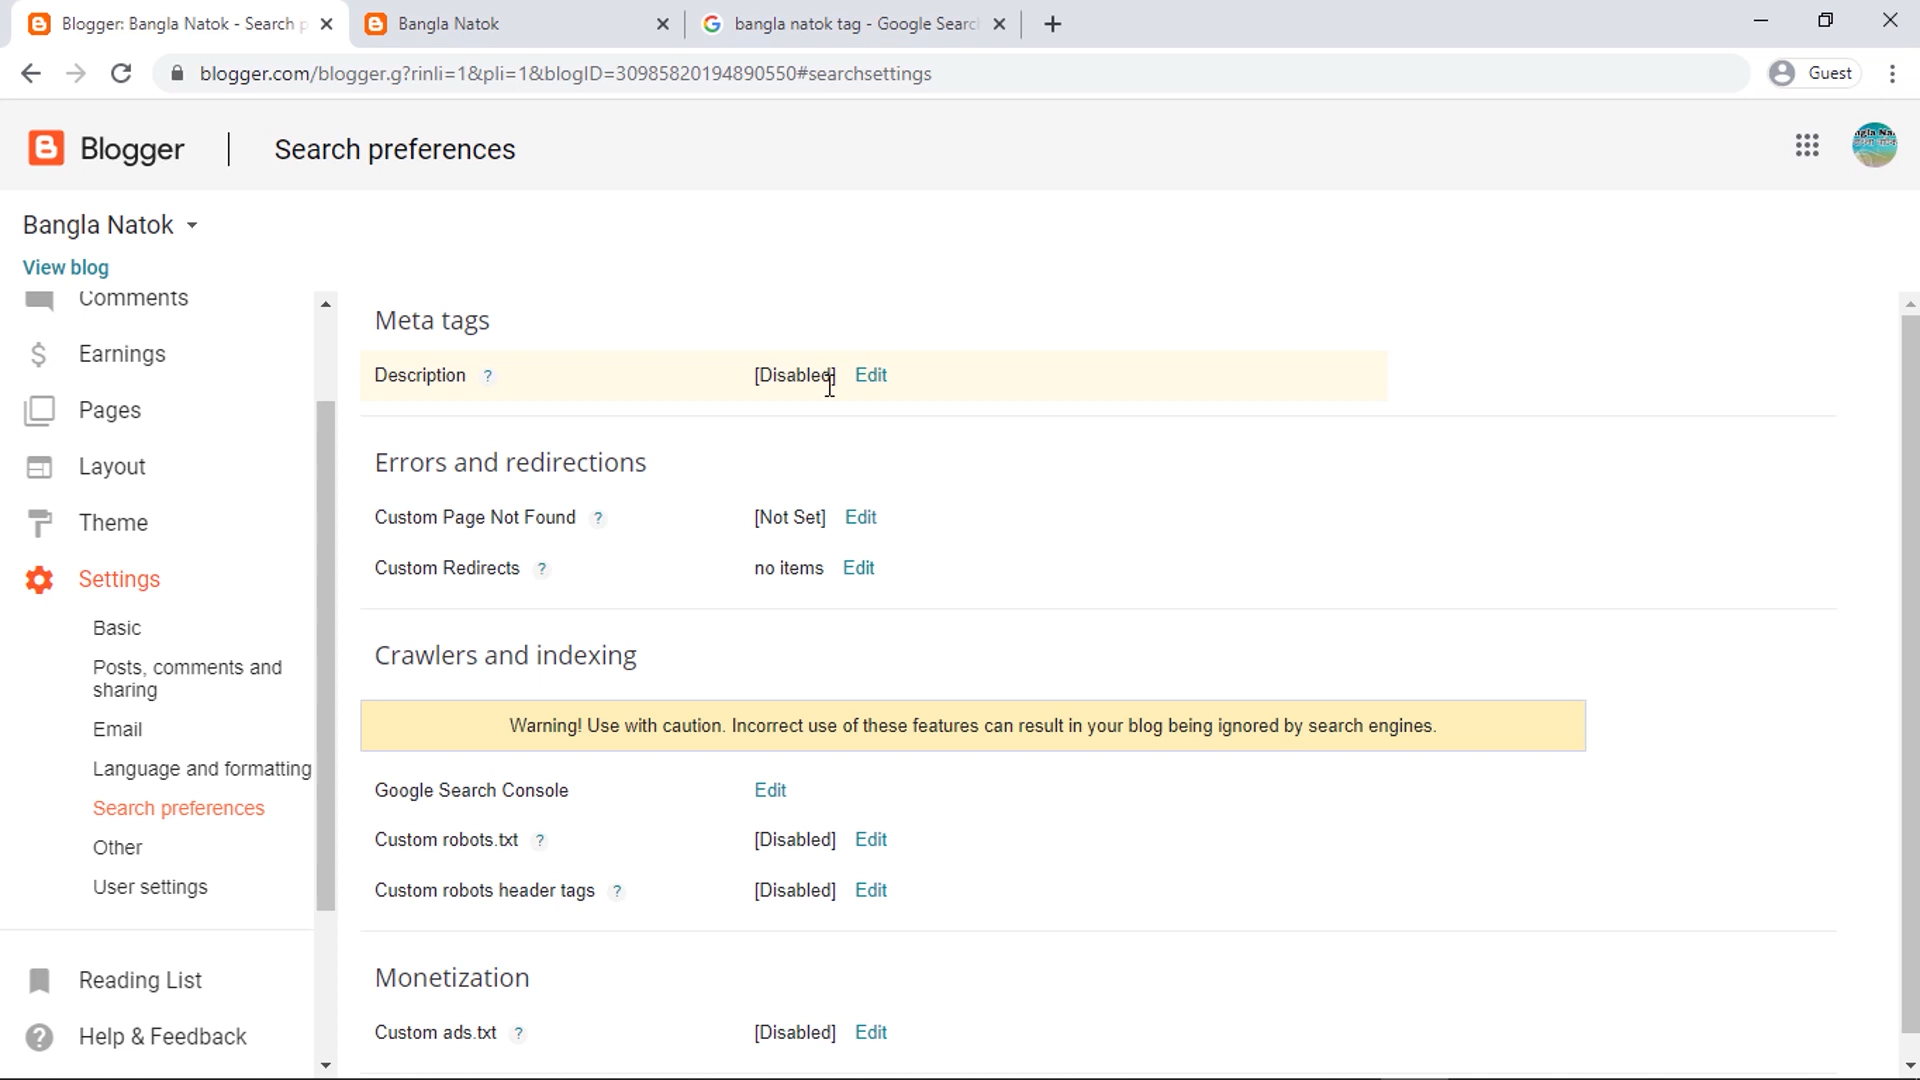 Blogger: Bangla Natok - Search p
Bangla Natok
bangla natok tag - Google Searc
blogger.com/blogger.g?rinli=1&pli=1&blogID=30985820194890550#searchsettings
Guest
Blogger
Search preferences
Bangla Natok
View blog
Comments
Earnings
Pages
Layout
Theme
Settings
Basic
Posts, comments and
sharing
Email
Language and formatting
Search preferences
Other
User settings
Reading List
Help & Feedback
Meta tags
Description ? [Disabled] Edit
Errors and redirections
Custom Page Not Found ? [Not Set] Edit
Custom Redirects ? no items Edit
Crawlers and indexing
Warning! Use with caution. Incorrect use of these features can result in your blog being ignored by search engines.
Google Search Console Edit
Custom robots.txt ? [Disabled] Edit
Custom robots header tags ? [Disabled] Edit
Monetization
Custom ads.txt ? [Disabled] Edit